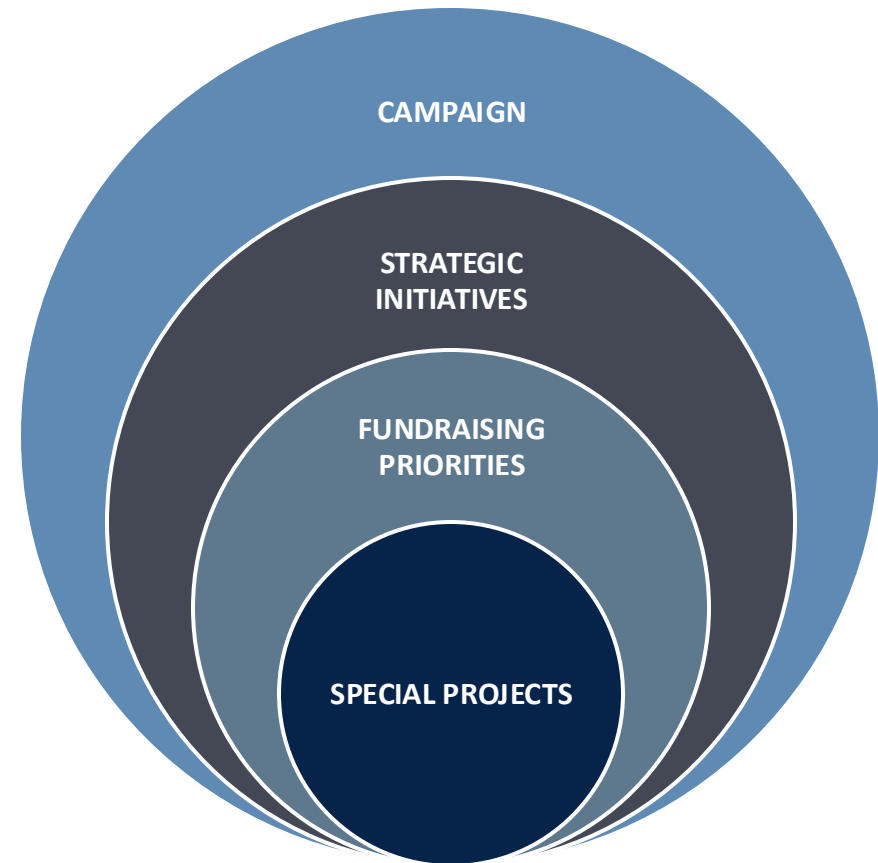 CAMPAIGN
STRATEGIC
INITIATIVES
FUNDRAISING
PRIORITIES
SPECIAL PROJECTS